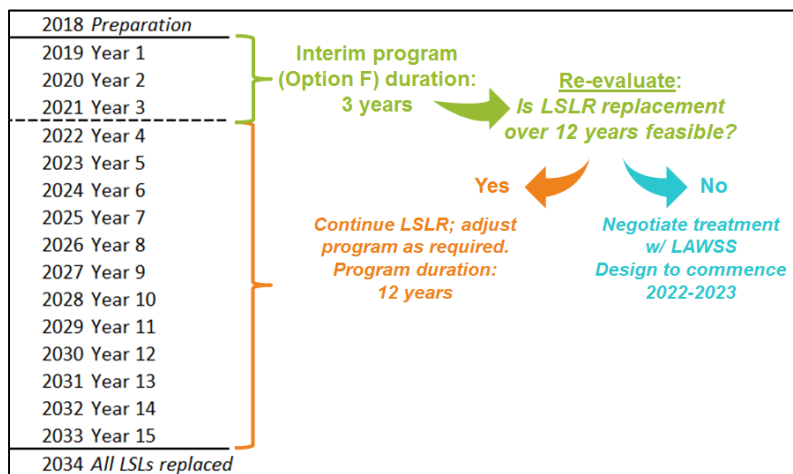 2018 Preparation
2019 Year 1
2020 Year 2
2021 Year 3
2022 Year 4
2023 Year 5
2024 Year 6
2025 Year 7
2026 Year 8
2027 Year 9
2028 Year 10
2029 Year 11
2030 Year 12
2031 Year 13
2032 Year 14
2033 Year 15
2034 All LSLs replaced
Interim program
(Option F) duration:
3 years
Re-evaluate:
Is LSLR replacement
over 12 years feasible?
Yes
Continue LSLR; adjust
program as required.
Program duration:
12 years
No
Negotiate treatment
w/ LAWSS
Design to commence
2022-2023